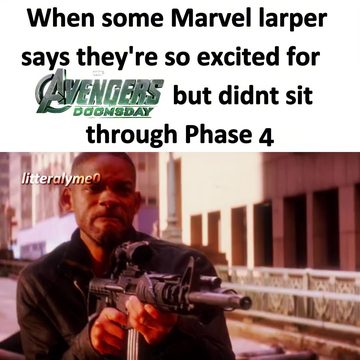 When some Marvel larper
says they're so excited for
AVENGERS
DOOMSDAY
but didnt sit
through Phase 4
litteralyme0